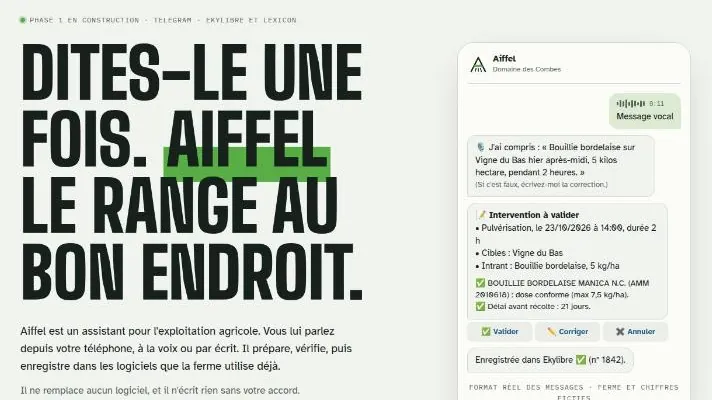 PHASE 1 EN CONSTRUCTION · TELEGRAM · EKYLIBRE ET LEXICON
DITES-LE UNE
FOIS. AIFFEL
LE RANGE AU
BON ENDROIT.
Aiffel est un assistant pour l'exploitation agricole. Vous lui parlez
depuis votre téléphone, à la voix ou par écrit. Il prépare, vérifie, puis
enregistre dans les logiciels que la ferme utilise déjà.
Il ne remplace aucun logiciel, et il n'écrit rien sans votre accord.
Aiffel
Domaine des Combes
0:11
Message vocal
J'ai compris : « Bouillie bordelaise sur
Vigne du Bas hier après-midi, 5 kilos
hectare, pendant 2 heures. »
(Si c'est faux, écrivez-moi la correction.)
Intervention à valider
• Pulvérisation, le 23/10/2026 à 14:00, durée 2
h
• Cibles : Vigne du Bas
• Intrant : Bouillie bordelaise, 5 kg/ha
BOUILLIE BORDELAISE MANICA N.C. (AMM
2010618) : dose conforme (max 7,5 kg/ha).
Délai avant récolte : 21 jours.
Valider
Corriger
Annuler
Enregistrée dans Ekylibre ✅ (n° 1842).
FORMAT RÉEL DES MESSAGES · FERME ET CHIFFRES
FICTIFS